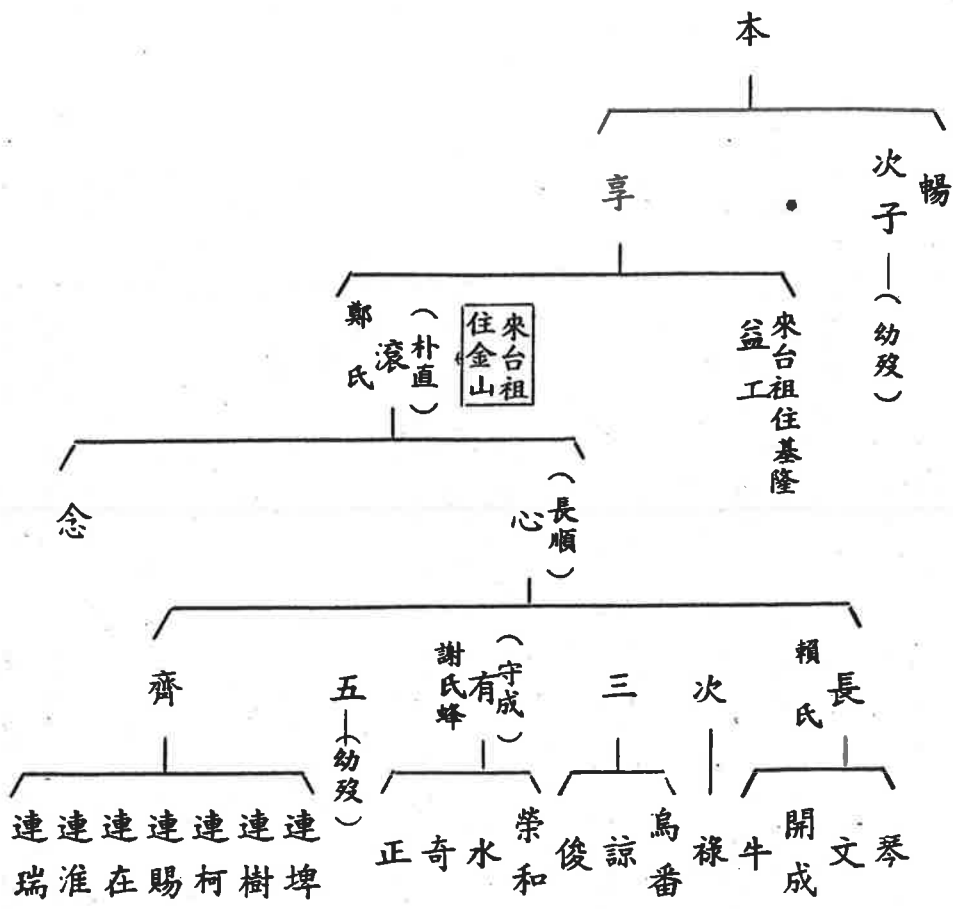 本
暢
次子
（幼歿）
享
來台祖住基隆
益工
來台祖
住金山
（朴直）
滾
鄭氏
（長順）
心
念
長
賴氏
次
三
（守成）
有
謝氏蜂
五
（幼歿）
齊
琴
文
開成
牛
祿
烏番
諒
俊
榮和
水
奇
正
連埤
連樹
連柯
連賜
連在
連淮
連瑞